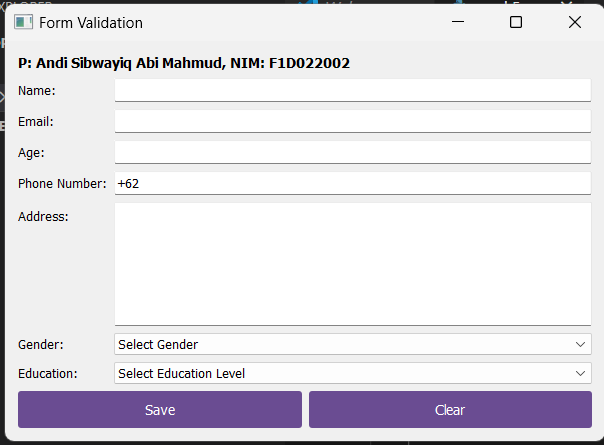 Form Validation
P: Andi Sibwayiq Abi Mahmud, NIM: F1D022002
Name:
Email:
Age:
Phone Number: +62
Address:
Gender: Select Gender
Education: Select Education Level
Save Clear